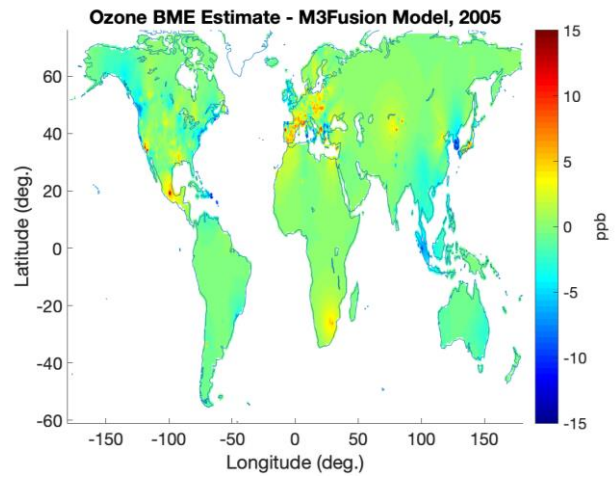 Ozone BME Estimate - M3Fusion Model, 2005
15
10
5
0
-5
-10
-15
ppb
60
40
20
0
-20
-40
-60
Latitude (deg.)
-150 -100 -50 0 50 100 150
Longitude (deg.)